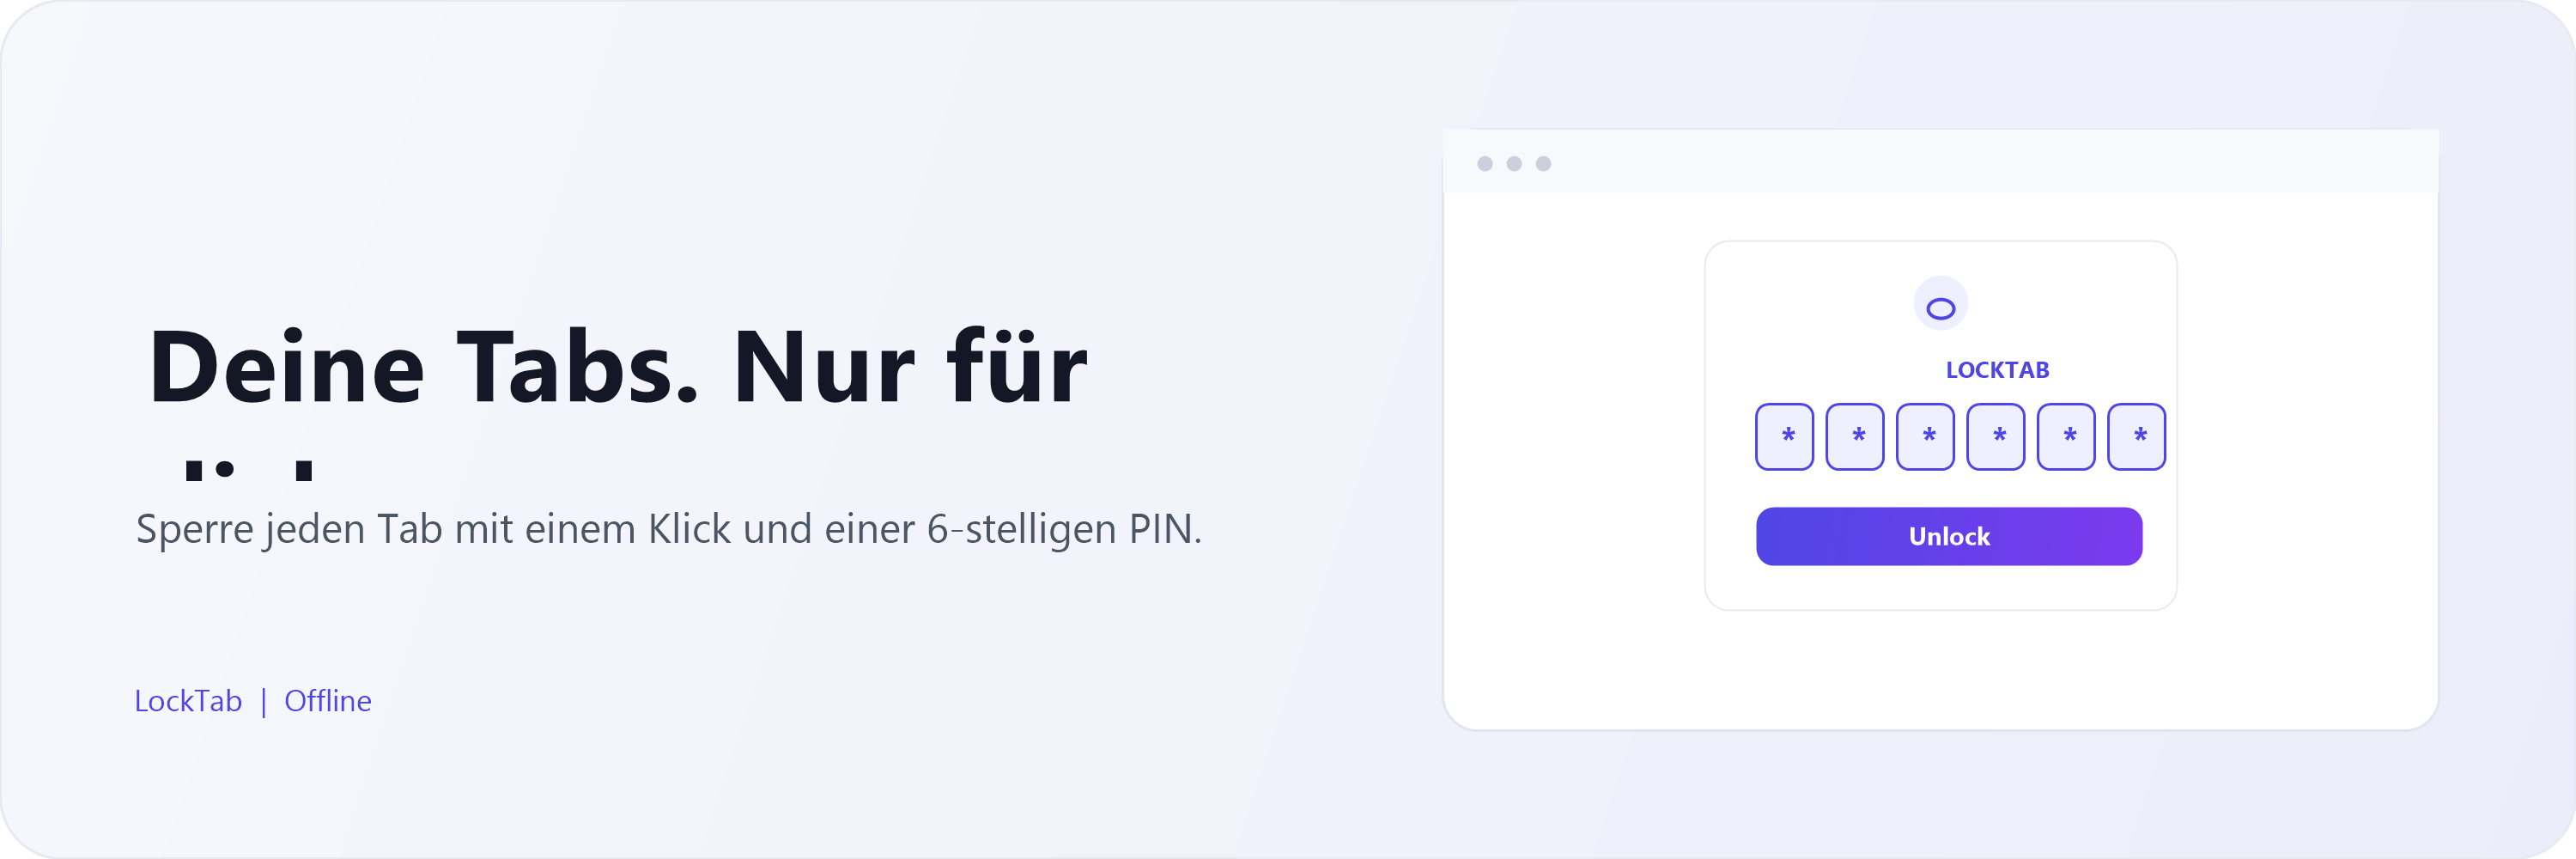 Deine Tabs. Nur für
Sperre jeden Tab mit einem Klick und einer 6-stelligen PIN.
LockTab | Offline
LOCKTAB
* * * * * *
Unlock